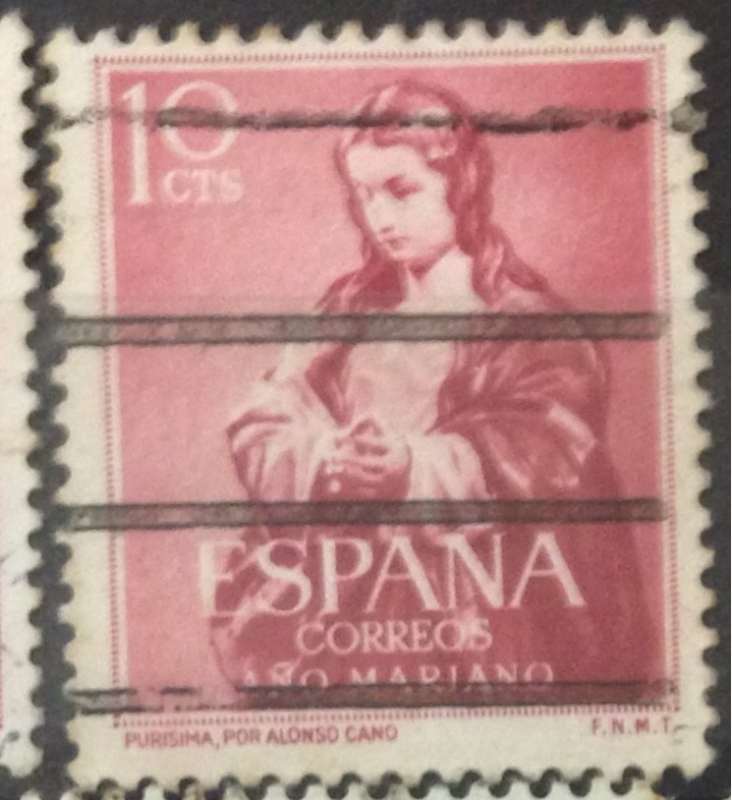 10
CTS
ESPAÑA
CORREOS
AÑO MARIANO
PURISIMA, POR ALONSO CANO
F.N.M.T.